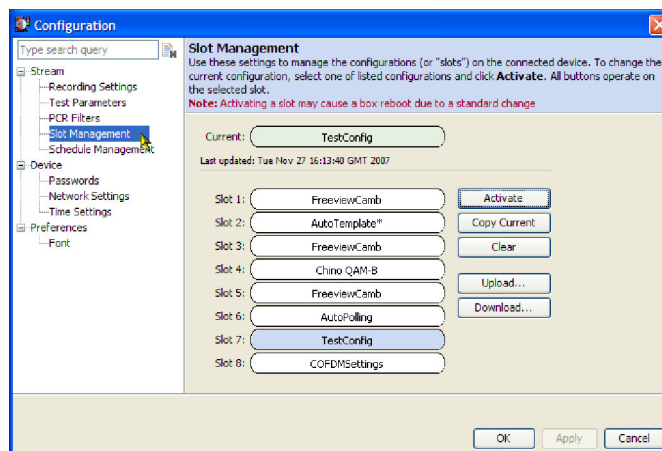 Configuration
Type search query
Stream
Recording Settings
Test Parameters
PCR Filters
Slot Management
Schedule Management
Device
Passwords
Network Settings
Time Settings
Preferences
Font
Slot Management
Use these settings to manage the configurations (or "slots") on the connected device. To change the
current configuration, select one of listed configurations and click Activate. All buttons operate on
the selected slot.
Note: Activating a slot may cause a box reboot due to a standard change
Current: TestConfig
Last updated: Tue Nov 27 16:13:40 GMT 2007
Slot 1: FreeviewCamb Activate
Slot 2: AutoTemplate* Copy Current
Slot 3: FreeviewCamb Clear
Slot 4: Chino QAM-B
Upload...
Slot 5: FreeviewCamb
Download...
Slot 6: AutoPolling
Slot 7: TestConfig
Slot 8: COFDMSettings
OK Apply Cancel